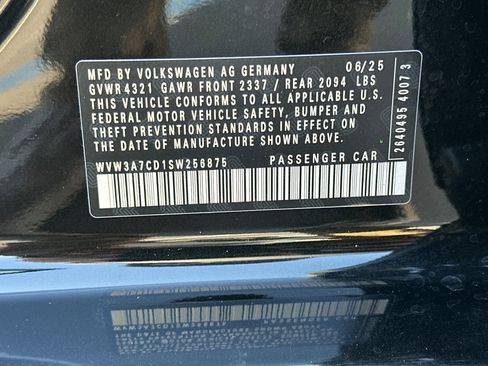 MFD BY VOLKSWAGEN AG GERMANY 06/25
GVWR 4321 GAWR FRONT 2337 / REAR 2094 LBS
THIS VEHICLE CONFORMS TO ALL APPLICABLE U.S.
FEDERAL MOTOR VEHICLE SAFETY, BUMPER AND
THEFT PREVENTION STANDARDS IN EFFECT ON
THE DATE OF MANUFACTURE SHOWN ABOVE.
WVW3A7CD1SW256875 PASSENGER CAR
2640495 4007 3